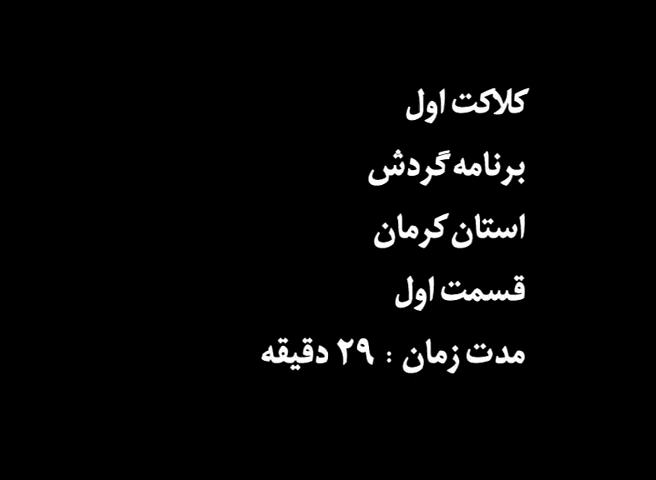 کلاکت اول
برنامه گردش
استان کرمان
قسمت اول
مدت زمان : ۲۹ دقیقه